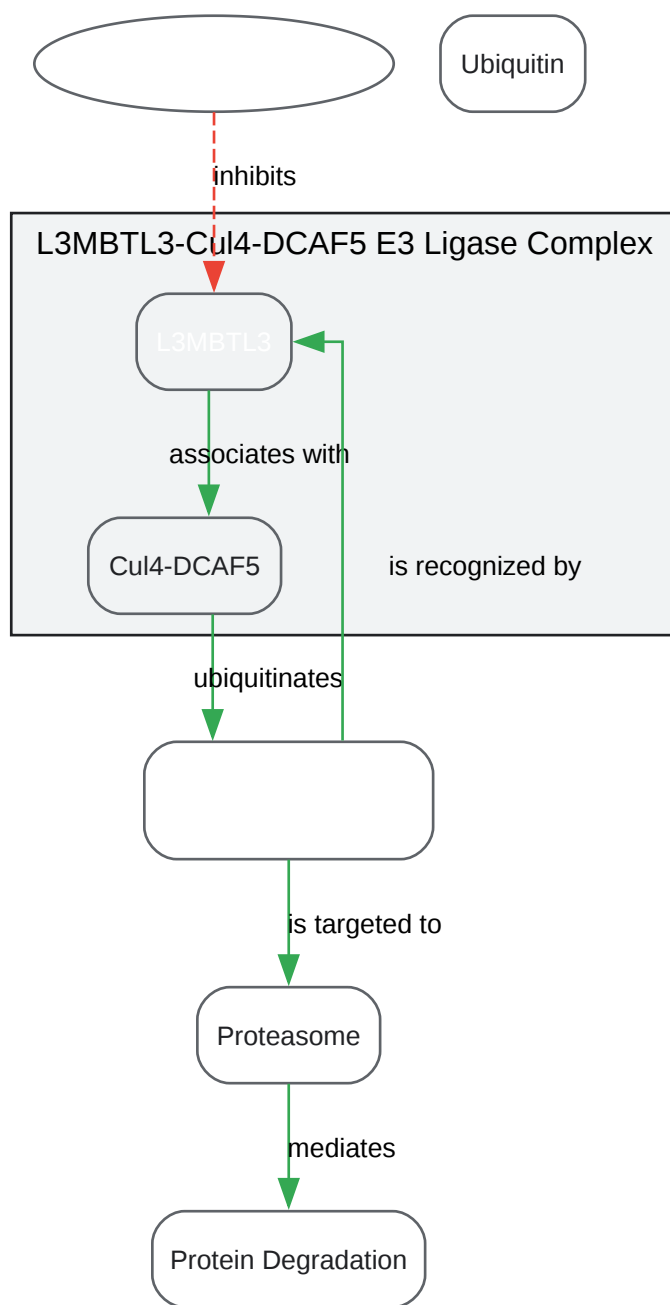 Ubiquitin
inhibits
L3MBTL3-Cul4-DCAF5 E3 Ligase Complex
L3MBTL3
associates with
Cul4-DCAF5
is recognized by
ubiquitinates
is targeted to
Proteasome
mediates
Protein Degradation